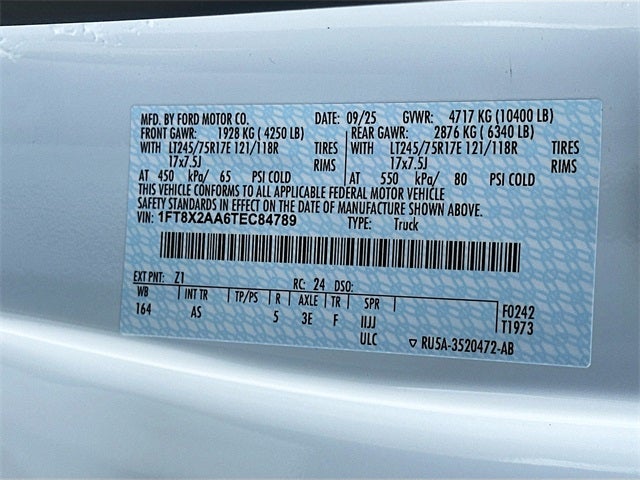 MFD. BY FORD MOTOR CO. DATE: 09/25 GVWR: 4717 KG (10400 LB)
FRONT GAWR: 1928 KG ( 4250 LB) REAR GAWR: 2876 KG ( 6340 LB)
WITH LT245/75R17E 121/118R TIRES WITH LT245/75R17E 121/118R TIRES
17x7.5J RIMS 17x7.5J RIMS
AT 450 kPa/ 65 PSI COLD AT 550 kPa/ 80 PSI COLD
THIS VEHICLE CONFORMS TO ALL APPLICABLE FEDERAL MOTOR VEHICLE
SAFETY STANDARDS IN EFFECT ON THE DATE OF MANUFACTURE SHOWN ABOVE.
VIN: 1FT8X2AA6TEC84789 TYPE: Truck
EXT PNT: Z1 RC: 24 DSO:
WB INT TR TP/PS R AXLE TR SPR F0242
164 AS 5 3E F IIJJ T1973
ULC ▽ RU5A-3520472-AB